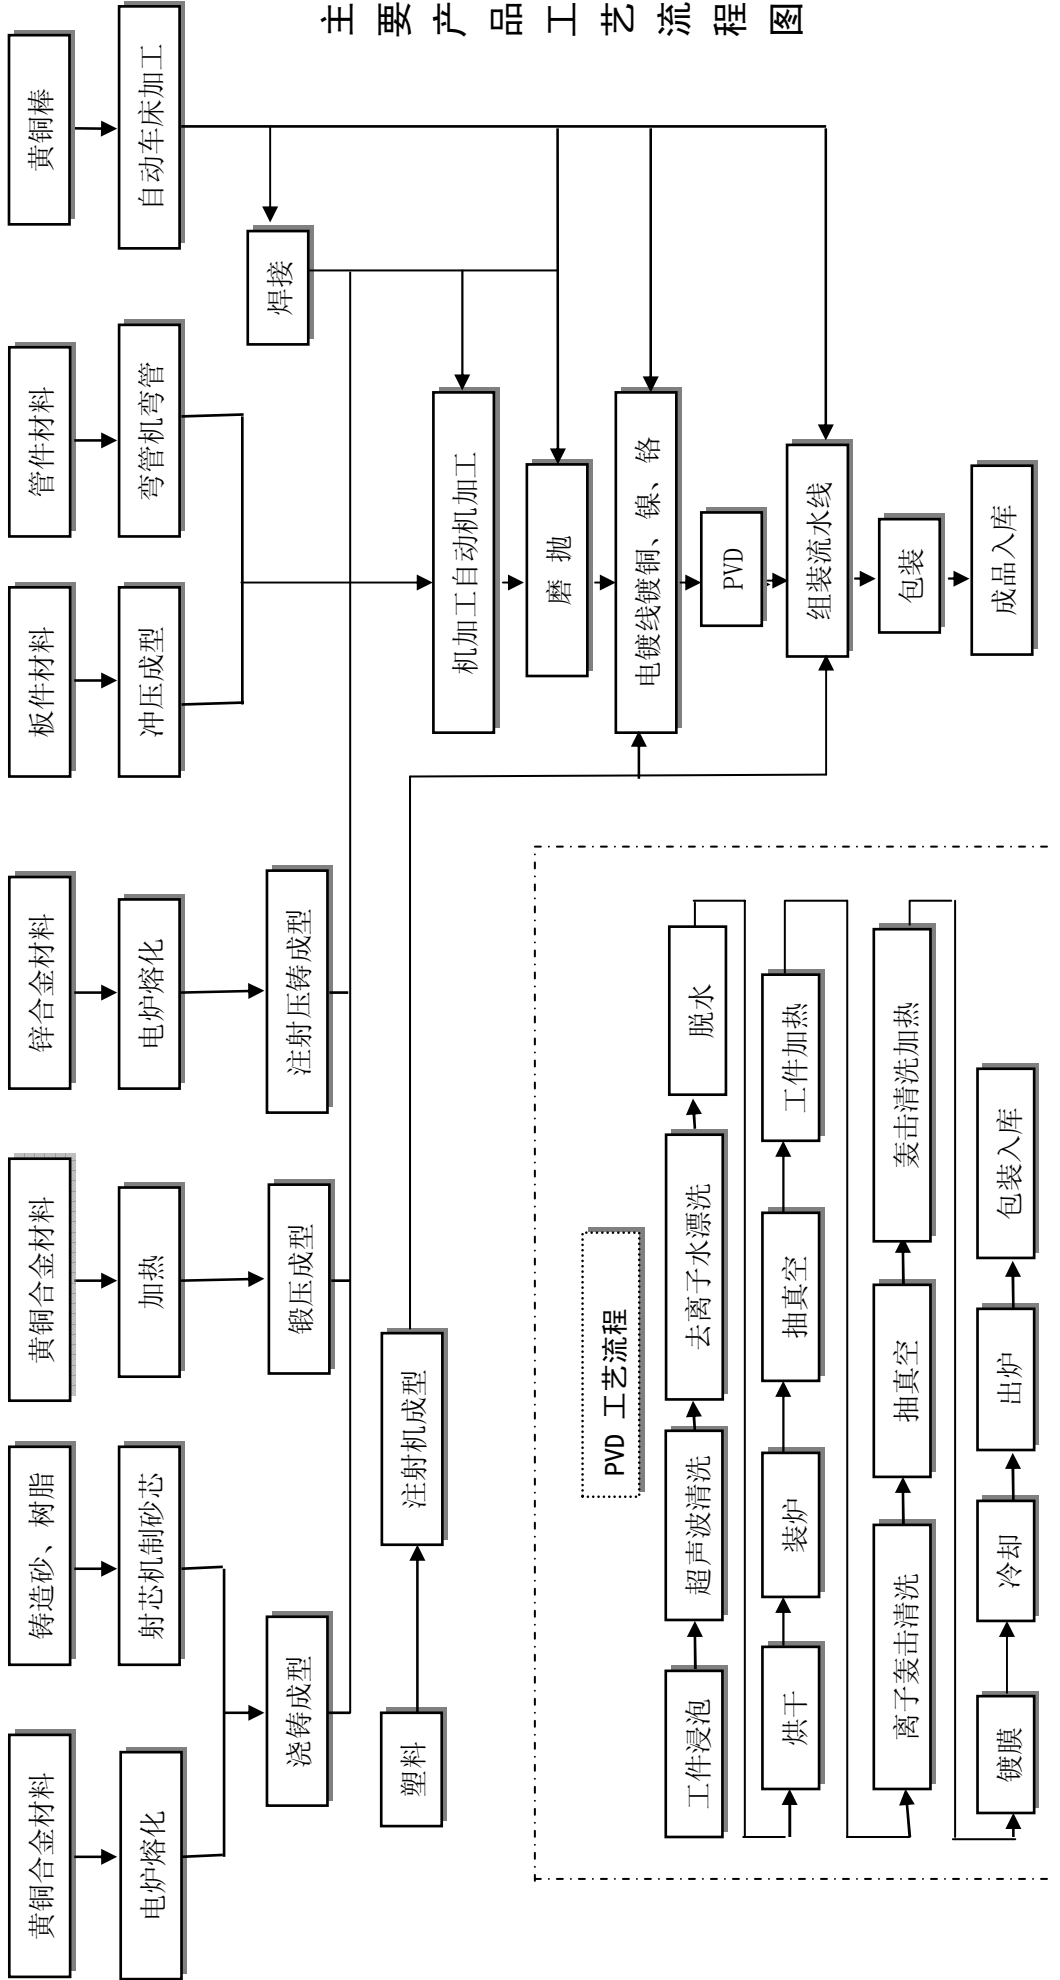 主要产品工艺流程图
黄铜合金材料
铸造砂、树脂
黄铜合金材料
锌合金材料
板件材料
管件材料
黄铜棒
电炉熔化
射芯机制砂芯
加热
电炉熔化
冲压成型
弯管机弯管
自动车床加工
浇铸成型
锻压成型
注射压铸成型
焊接
塑料
注射机成型
机加工自动机加工
磨 抛
电镀线镀铜、镍、铬
PVD
组装流水线
包装
成品入库
PVD 工艺流程
工件浸泡
超声波清洗
去离子水漂洗
脱水
烘干
装炉
抽真空
工件加热
离子轰击清洗
抽真空
轰击清洗加热
镀膜
冷却
出炉
包装入库